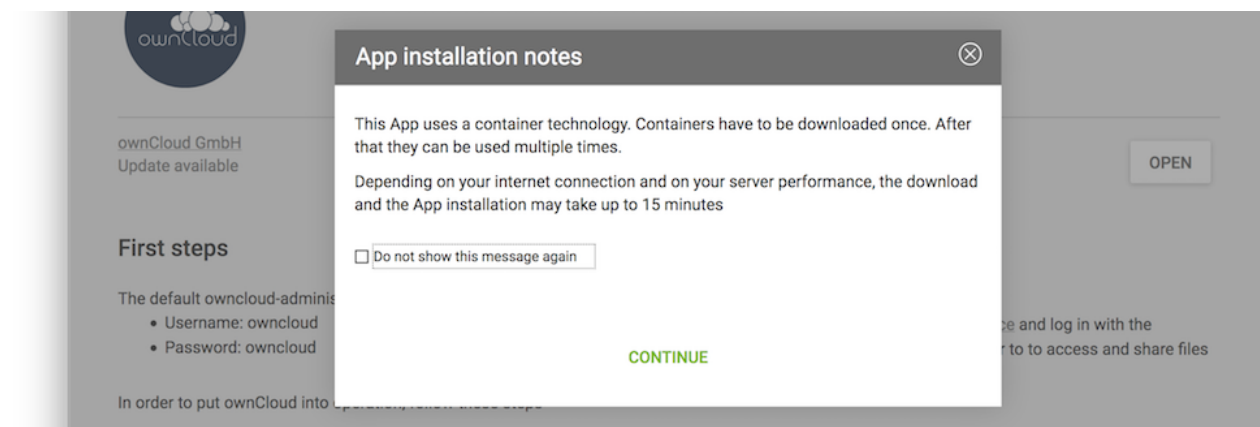 ownCloud
App installation notes
This App uses a container technology. Containers have to be downloaded once. After
that they can be used multiple times.
ownCloud GmbH
Update available
OPEN
Depending on your internet connection and on your server performance, the download
and the App installation may take up to 15 minutes
First steps
Do not show this message again
The default owncloud-adminis
• Username: owncloud
and log in with the
• Password: owncloud
r to to access and share files
CONTINUE
In order to put ownCloud into